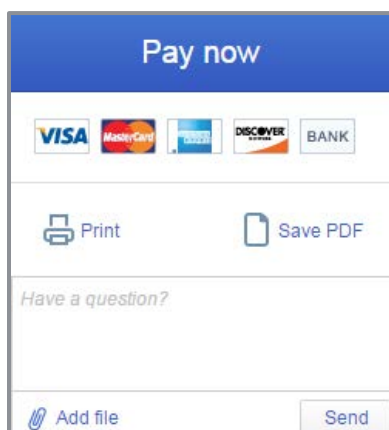 Pay now
VISA MasterCard DISCOVER BANK
Print Save PDF
Have a question?
Add file Send